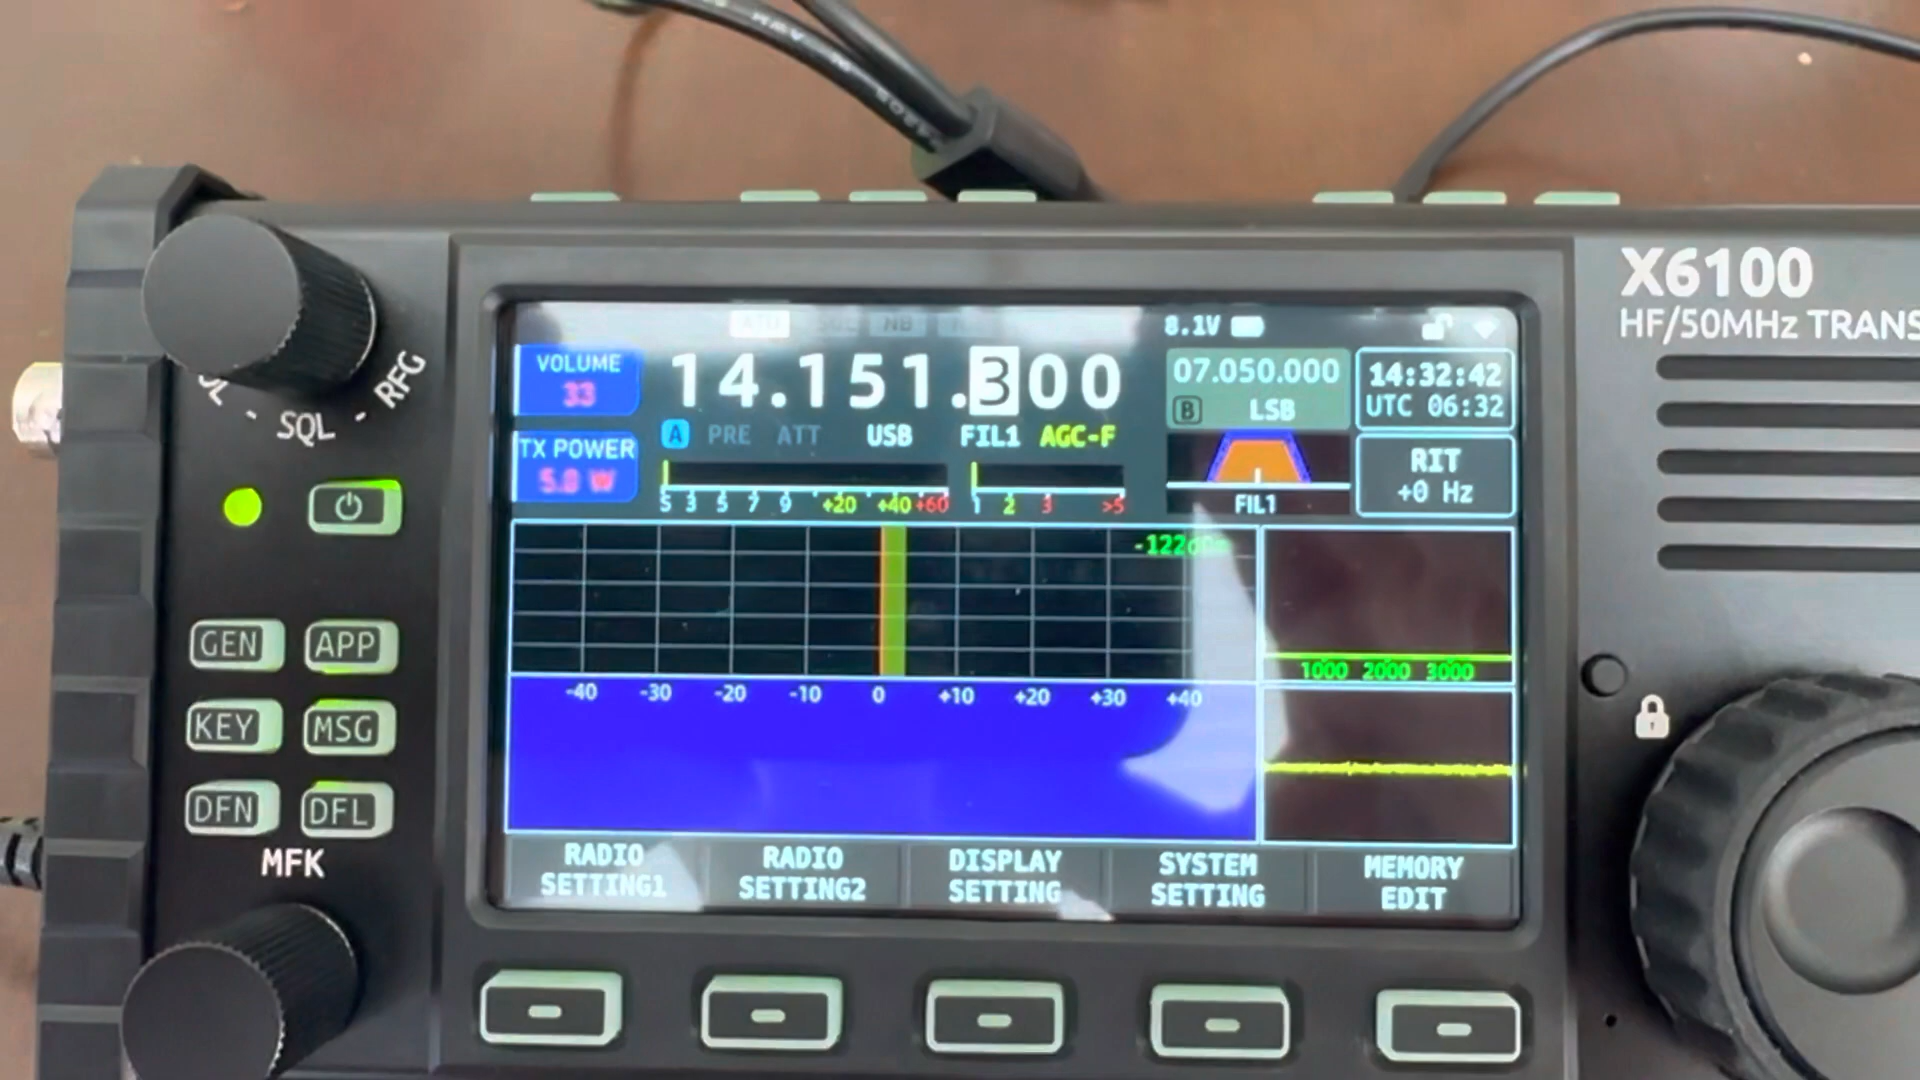 X6100
HF/50MHz TRANS
ATU NB
8.1V
VOLUME
33
14.151.300
07.050.000
B LSB
14:32:42
UTC 06:32
TX POWER
5.0 W
A PRE ATT USB FIL1 AGC-F
S 3 5 7 9 +20 +40 +60
1 2 3 >5
FIL1
RIT
+0 Hz
-122dBm
-40 -30 -20 -10 0 +10 +20 +30 +40
1000 2000 3000
RADIO SETTING1
RADIO SETTING2
DISPLAY SETTING
SYSTEM SETTING
MEMORY EDIT
- SQL - RFG
GEN APP
KEY MSG
DFN DFL
MFK